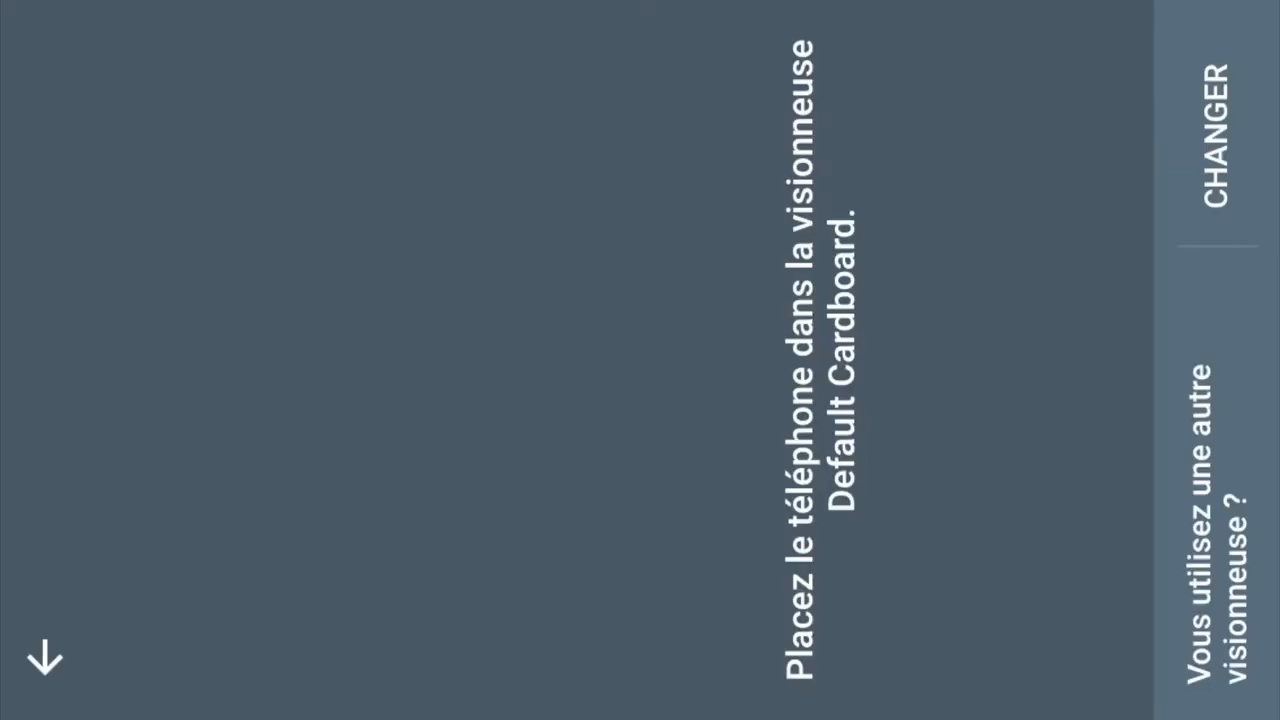 Placez le téléphone dans la visionneuse
Default Cardboard.
Vous utilisez une autre
visionneuse ?
CHANGER